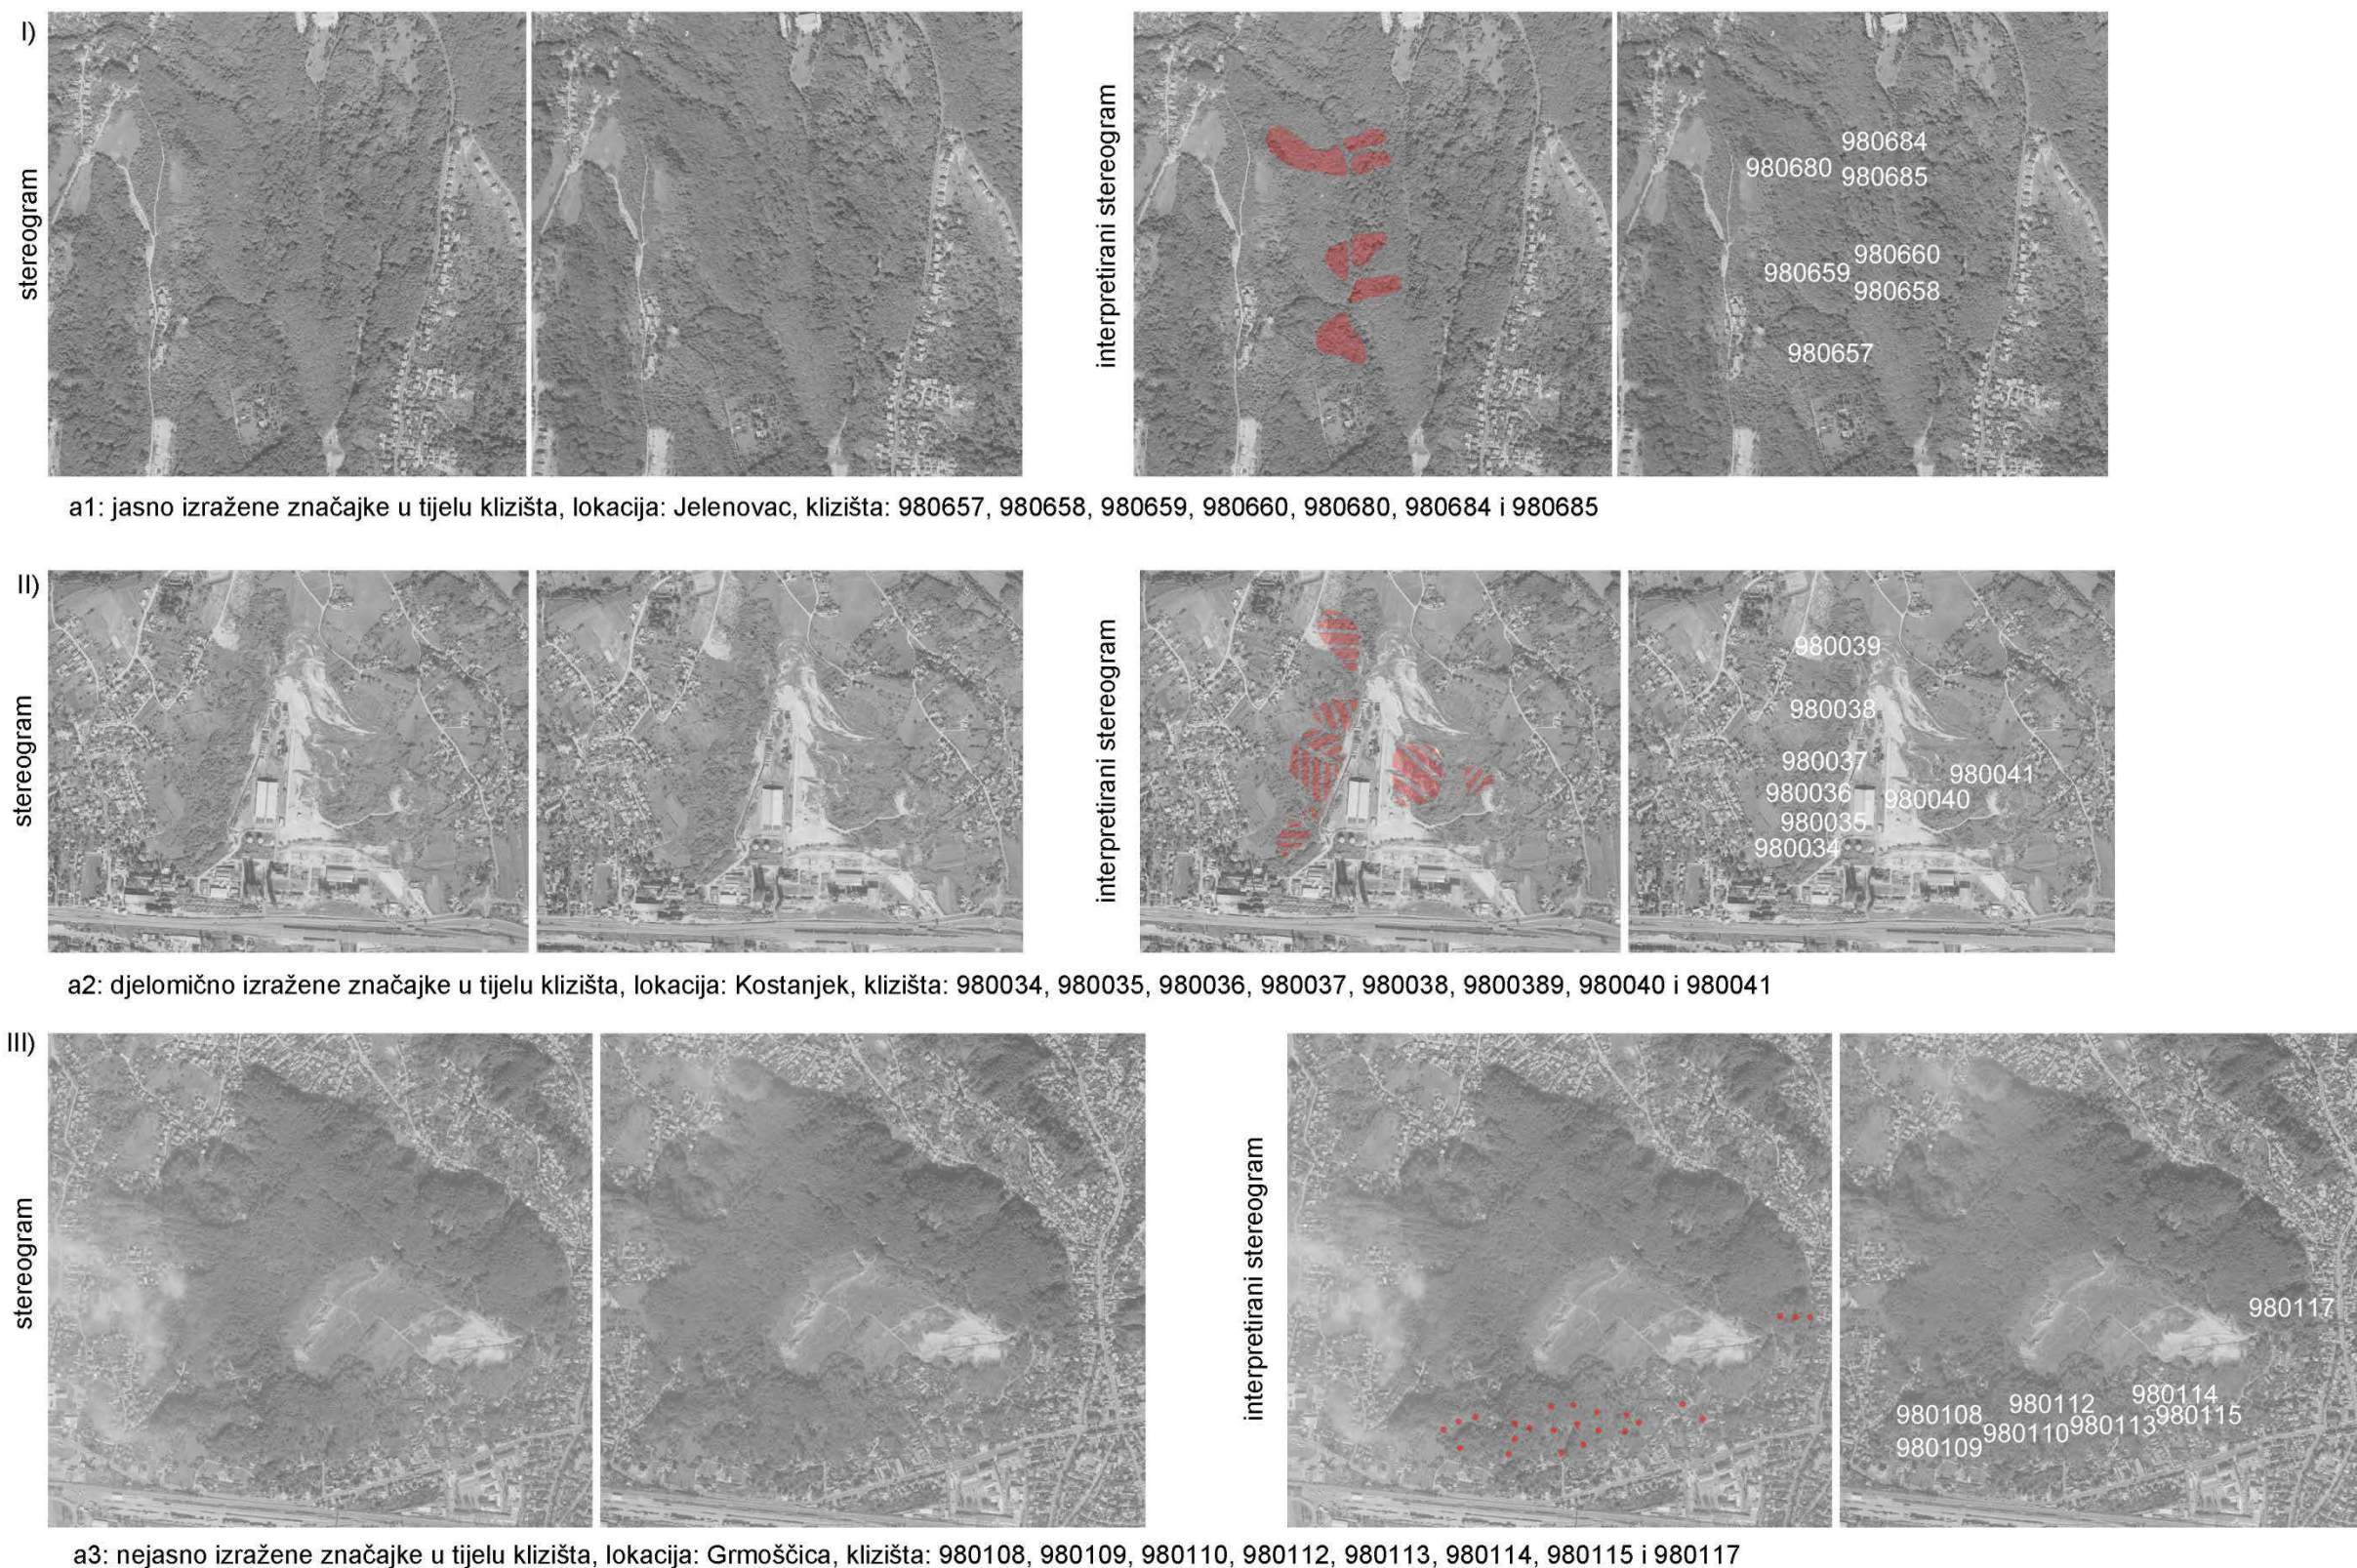 I)
stereogram
interpretirani stereogram
980684
980680
980685
980660
980659
980658
980657
a1: jasno izražene značajke u tijelu klizišta, lokacija: Jelenovac, klizišta: 980657, 980658, 980659, 980660, 980680, 980684 i 980685
II)
stereogram
interpretirani stereogram
980039
980038
980037
980041
980036
980040
980035
980034
a2: djelomično izražene značajke u tijelu klizišta, lokacija: Kostanjek, klizišta: 980034, 980035, 980036, 980037, 980038, 9800389, 980040 i 980041
III)
stereogram
interpretirani stereogram
980117
980114
980112
980108
980115
980113
980110
980109
a3: nejasno izražene značajke u tijelu klizišta, lokacija: Grmoščica, klizišta: 980108, 980109, 980110, 980112, 980113, 980114, 980115 i 980117